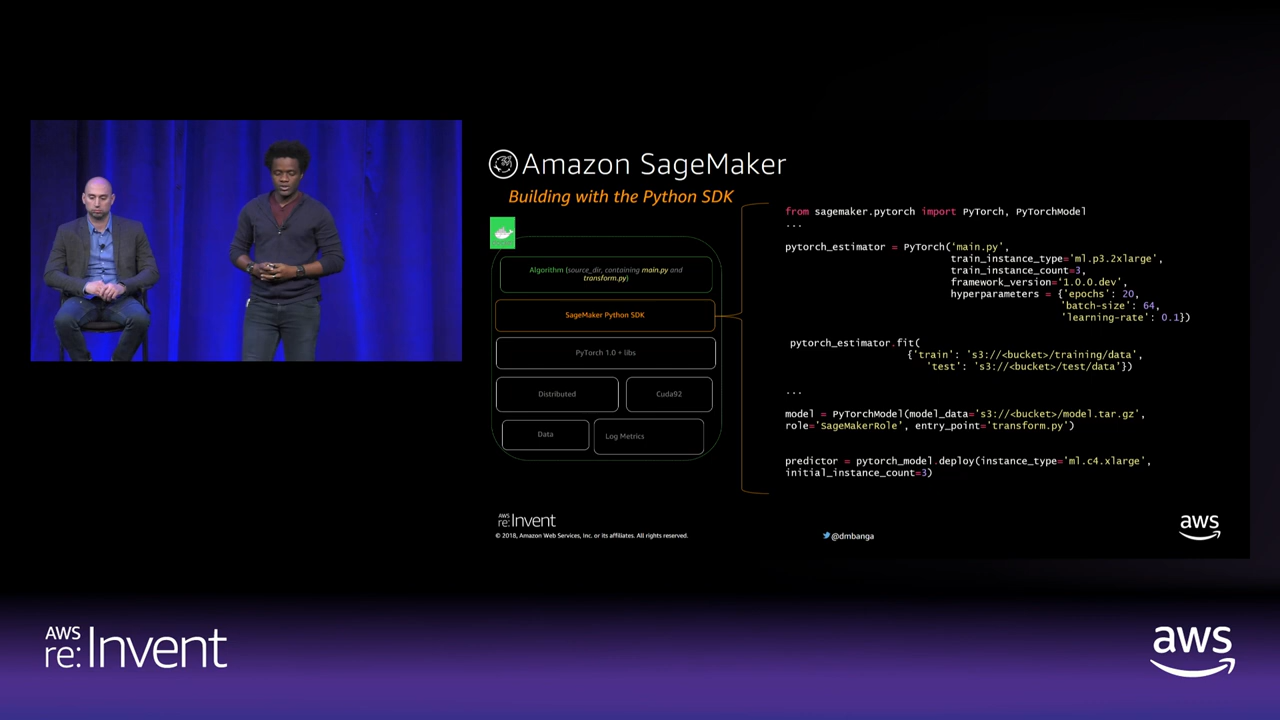 Amazon SageMaker
Building with the Python SDK
Algorithm (source_dir, containing main.py and
transform.py)
SageMaker Python SDK
PyTorch 1.0 + libs
Distributed
Cuda92
Data
Log Metrics
from sagemaker.pytorch import PyTorch, PyTorchModel
...
pytorch_estimator = PyTorch('main.py',
train_instance_type='ml.p3.2xlarge',
train_instance_count=3,
framework_version='1.0.0.dev',
hyperparameters = {'epochs': 20,
'batch-size': 64,
'learning-rate': 0.1})
pytorch_estimator.fit(
{'train': 's3://<bucket>/training/data',
'test': 's3://<bucket>/test/data'})
...
model = PyTorchModel(model_data='s3://<bucket>/model.tar.gz',
role='SageMakerRole', entry_point='transform.py')
predictor = pytorch_model.deploy(instance_type='ml.c4.xlarge',
initial_instance_count=3)
AWS
re:Invent
© 2018, Amazon Web Services, Inc. or its affiliates. All rights reserved.
@dmbanga
aws
AWS
re:Invent
aws